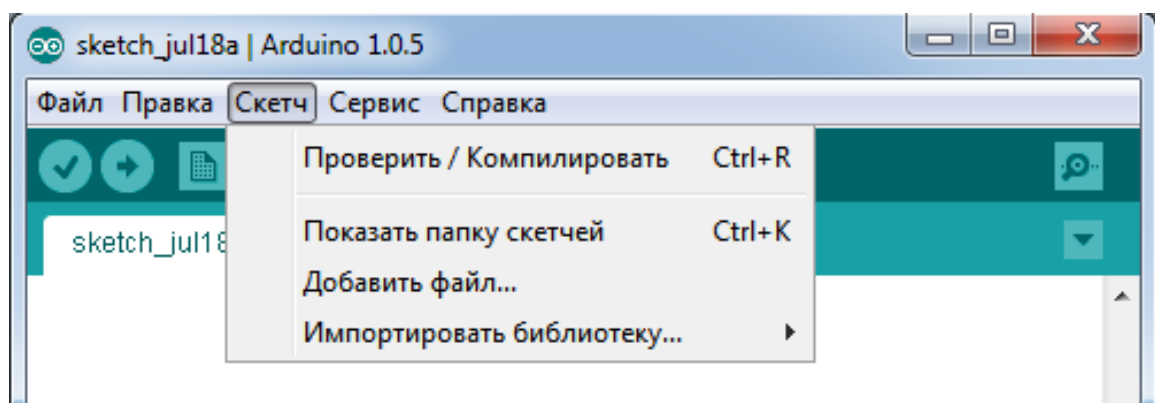 sketch_jul18a | Arduino 1.0.5
Файл Правка Скетч Сервис Справка
Проверить / Компилировать Ctrl+R
sketch_jul18
Показать папку скетчей Ctrl+K
Добавить файл...
Импортировать библиотеку...